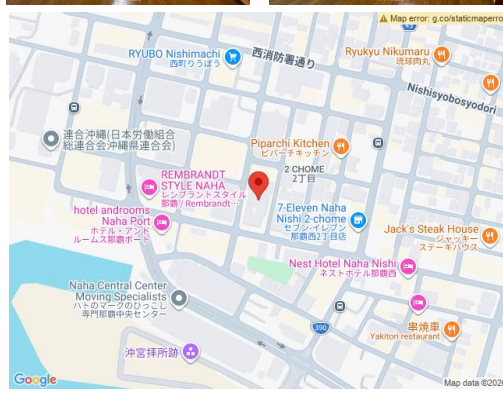 Map error: g.co/staticmaperro
43
RYUBO Nishimachi
西町りうぼう
西消防署通り
Ryukyu Nikumaru
琉球肉丸
Nishisyobosyodori
連合沖縄(日本労働組合
総連合会沖縄県連合会)
Piparchi Kitchen
ピパーチキッチン
2 CHOME
2丁目
REMBRANDT
STYLE NAHA
レンブラントスタイル
那覇 / Rembrandt…
hotel androoms
Naha Port
ホテル・アンド
ルームス那覇ポート
7-Eleven Naha
Nishi 2-chome
セブン-イレブン
那覇西2丁目店
Jack's Steak House
ジャッキー
ステーキハウス
Nest Hotel Naha Nishi
ネストホテル那覇西
Naha Central Center
Moving Specialists
ハトのマークのひっこし
専門那覇中央センター
390
串焼車
Yakitori restaurant
沖宮拝所跡
Google
Map data ©2026